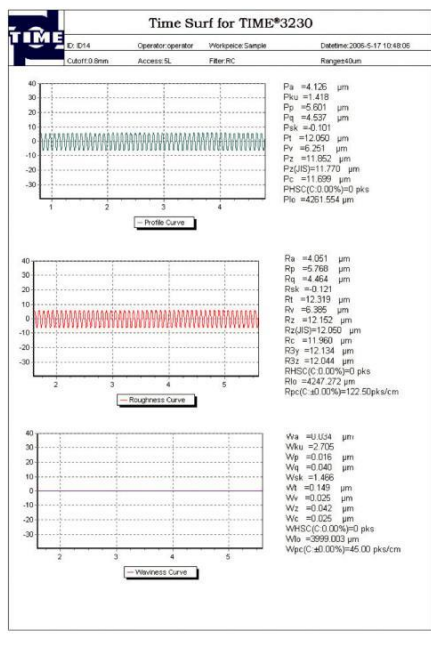 TIME
Time Surf for TIME®3230
ID: ID14 Operator:operator Workpeice:Sample Datetime:2006-5-17 10:48:06
Cutoff:0.8mm Access:5L Filter:RC Range:±40um
40
30
20
10
0
-10
-20
-30
1 2 3 4
Profile Curve
Pa =4.126 µm
Pku =1.418
Pp =5.601 µm
Pq =4.537 µm
Psk =-0.101
Pt =12.050 µm
Pv =6.251 µm
Pz =11.852 µm
Pz(JIS)=11.770 µm
Pc =11.699 µm
PHSC(C:0.00%)=0 pks
Plo =4261.554 µm
40
30
20
10
0
-10
-20
-30
2 3 4 5
Roughness Curve
Ra =4.051 µm
Rp =5.768 µm
Rq =4.464 µm
Rsk =-0.121
Rt =12.319 µm
Rv =6.385 µm
Rz =12.152 µm
Rz(JIS)=12.050 µm
Rc =11.960 µm
R3y =12.134 µm
R3z =12.044 µm
RHSC(C:0.00%)=0 pks
Rlo =4247.272 µm
Rpc(C:±0.00%)=122.50pks/cm
40
30
20
10
0
-10
-20
-30
2 3 4 5
Waviness Curve
Wa =0.034 µm
Wku =2.705
Wp =0.016 µm
Wq =0.040 µm
Wsk =1.466
Wt =0.149 µm
Wv =0.025 µm
Wz =0.042 µm
Wc =0.025 µm
WHSC(C:0.00%)=0 pks
Wlo =3999.003 µm
Wpc(C:±0.00%)=45.00 pks/cm